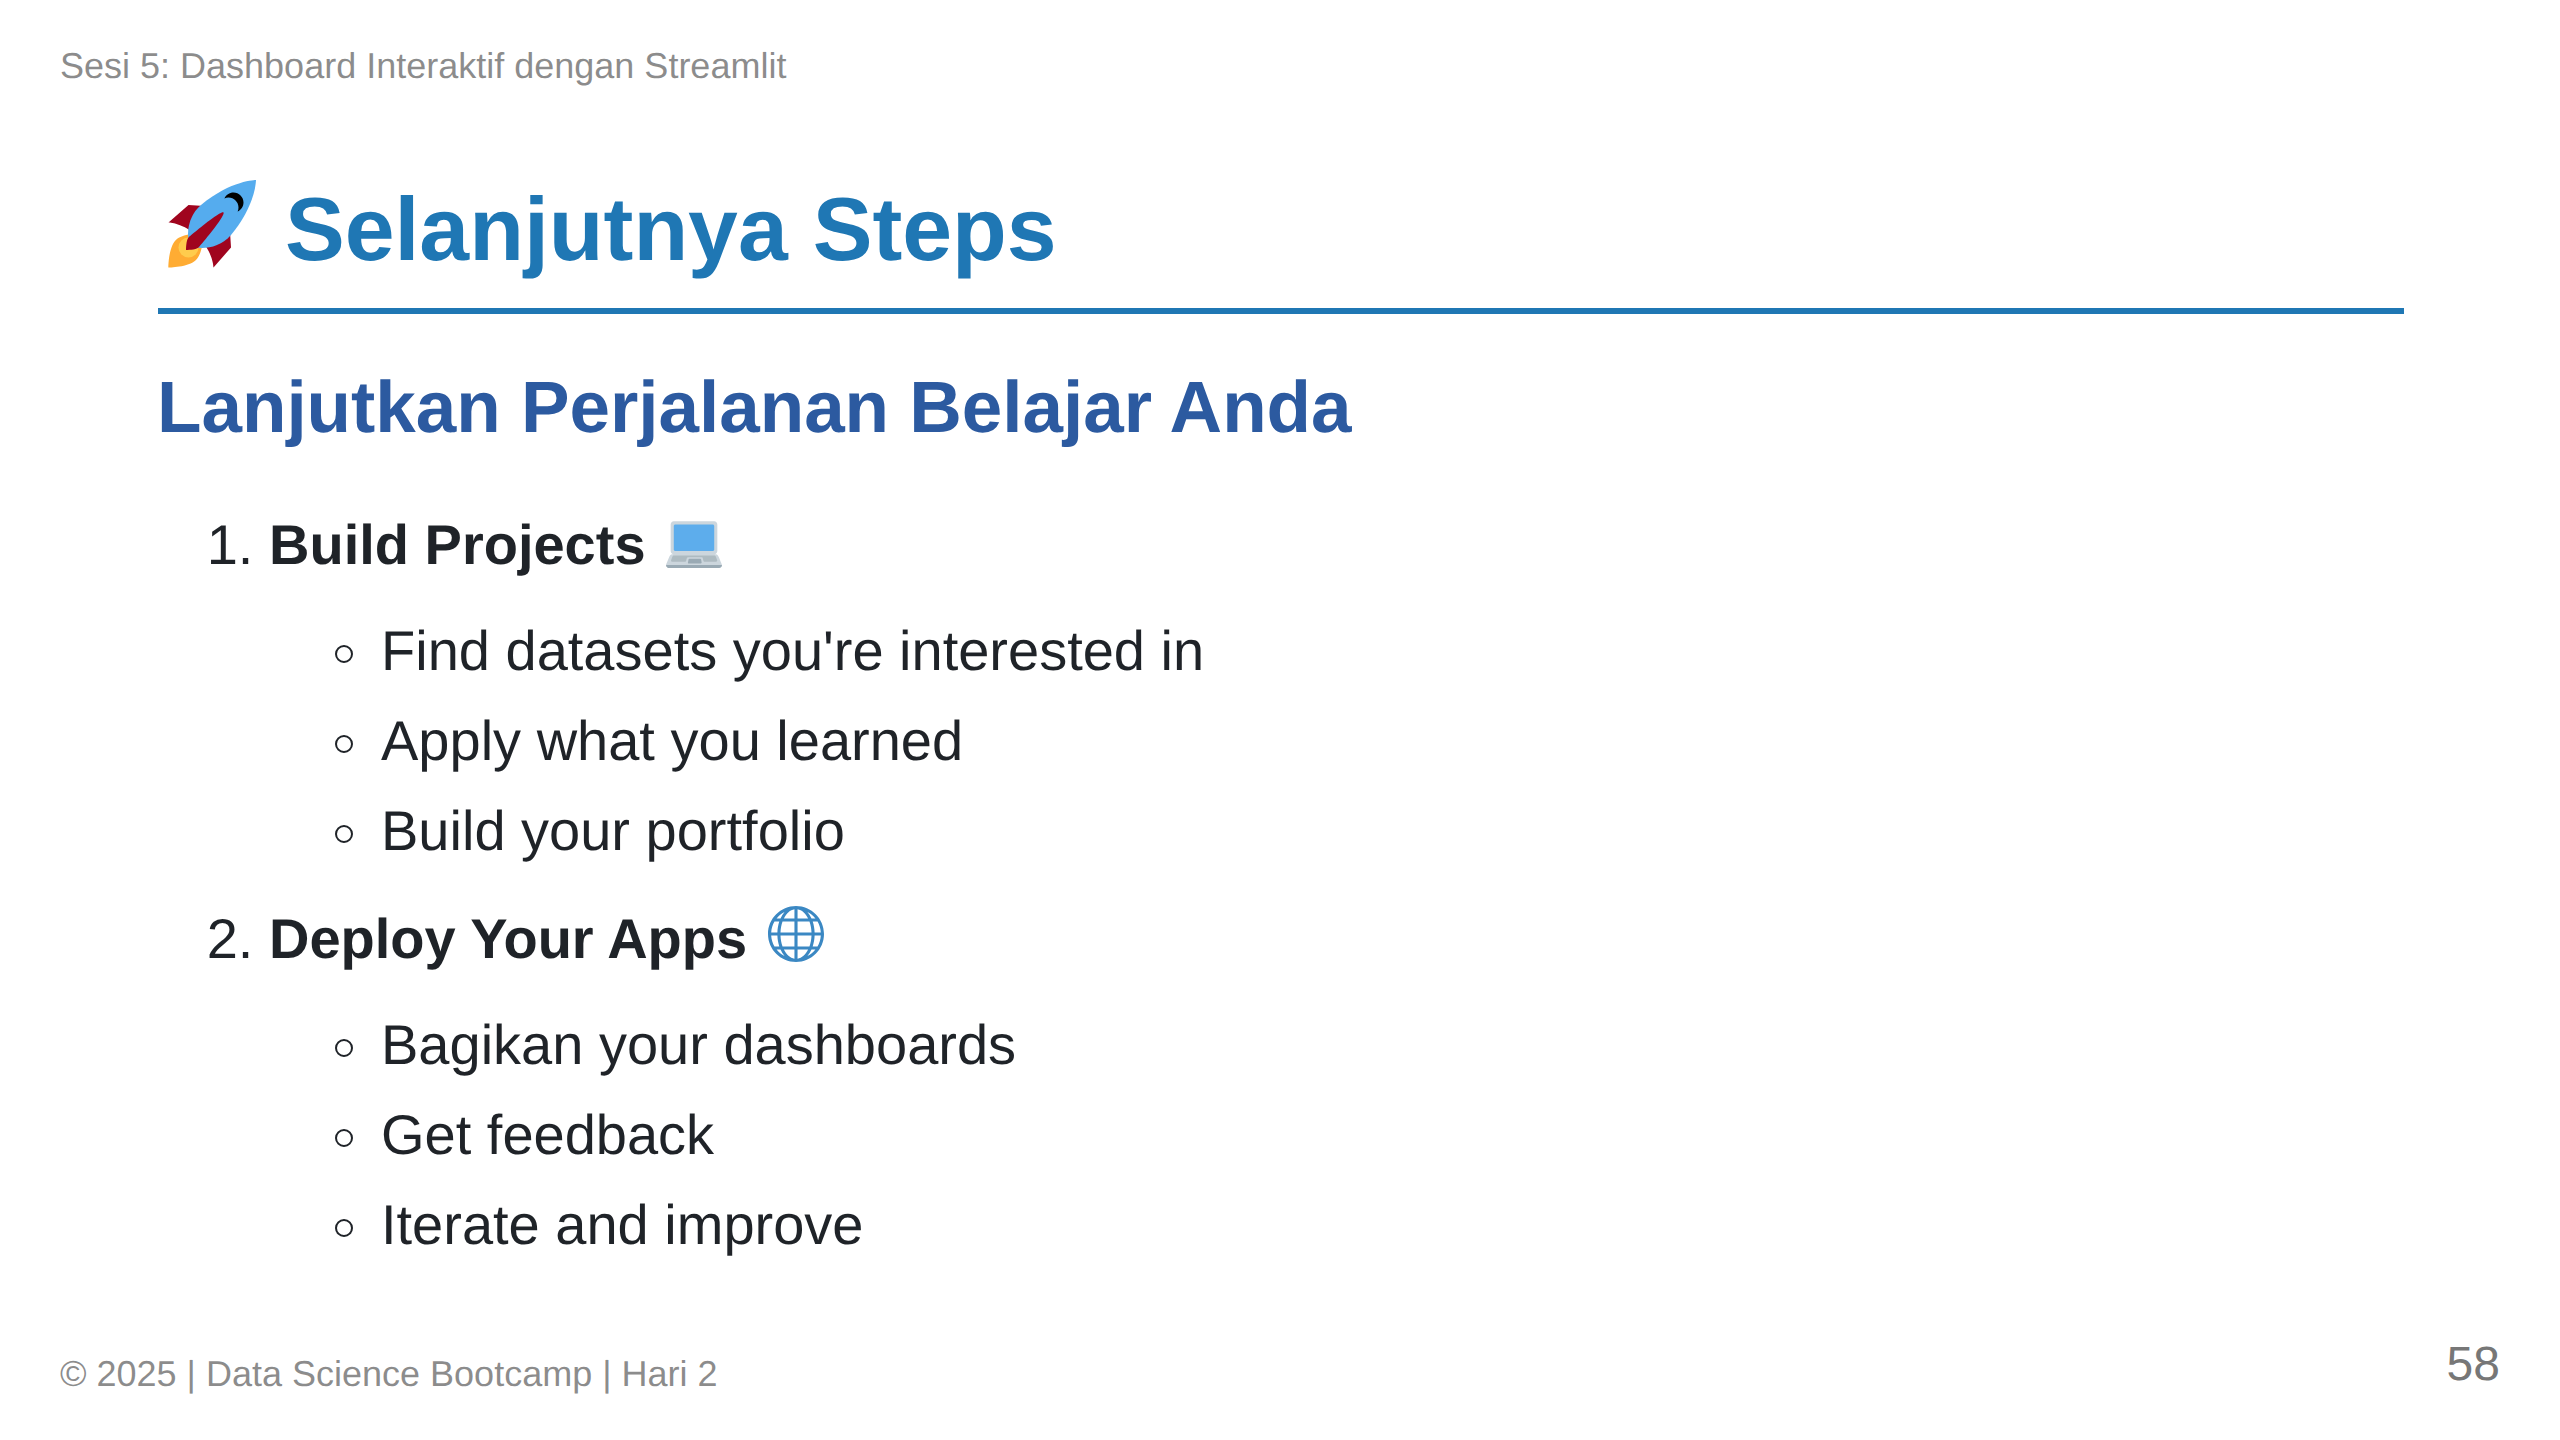 Sesi 5: Dashboard Interaktif dengan Streamlit
🚀 Selanjutnya Steps
Lanjutkan Perjalanan Belajar Anda
1. Build Projects 💻
○ Find datasets you're interested in
○ Apply what you learned
○ Build your portfolio
2. Deploy Your Apps 🌐
○ Bagikan your dashboards
○ Get feedback
○ Iterate and improve
© 2025 | Data Science Bootcamp | Hari 2
58